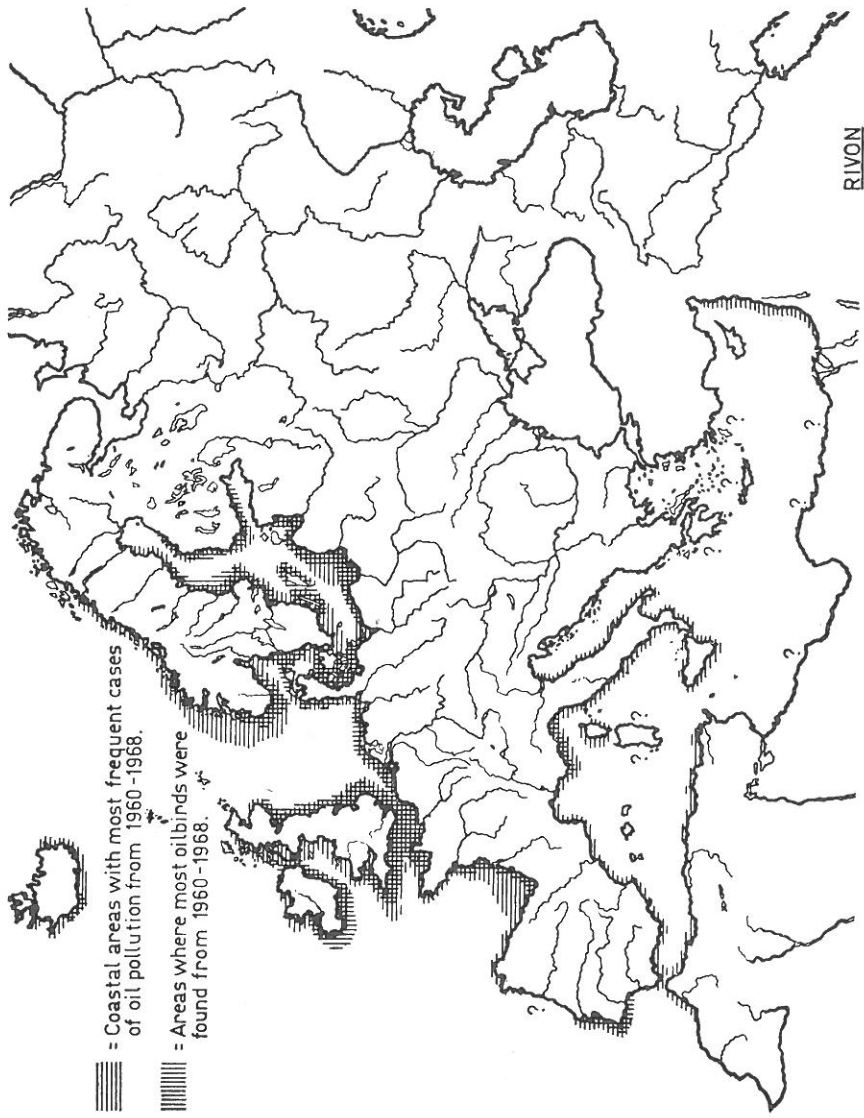 = Coastal areas with most frequent cases
of oil pollution from 1960-1968.
= Areas where most oilbinds were
found from 1960-1968.
?
?
?
?
?
?
?
RIVON